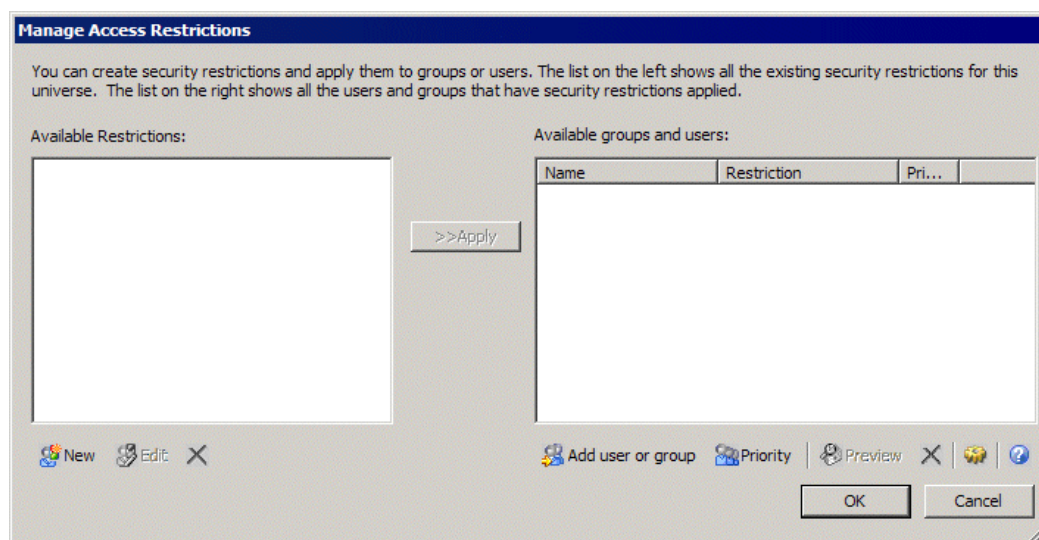 Manage Access Restrictions
You can create security restrictions and apply them to groups or users. The list on the left shows all the existing security restrictions for this
universe. The list on the right shows all the users and groups that have security restrictions applied.
Available Restrictions:
Available groups and users:
Name Restriction Pri...
>>Apply
New Edit
Add user or group Priority Preview
OK Cancel